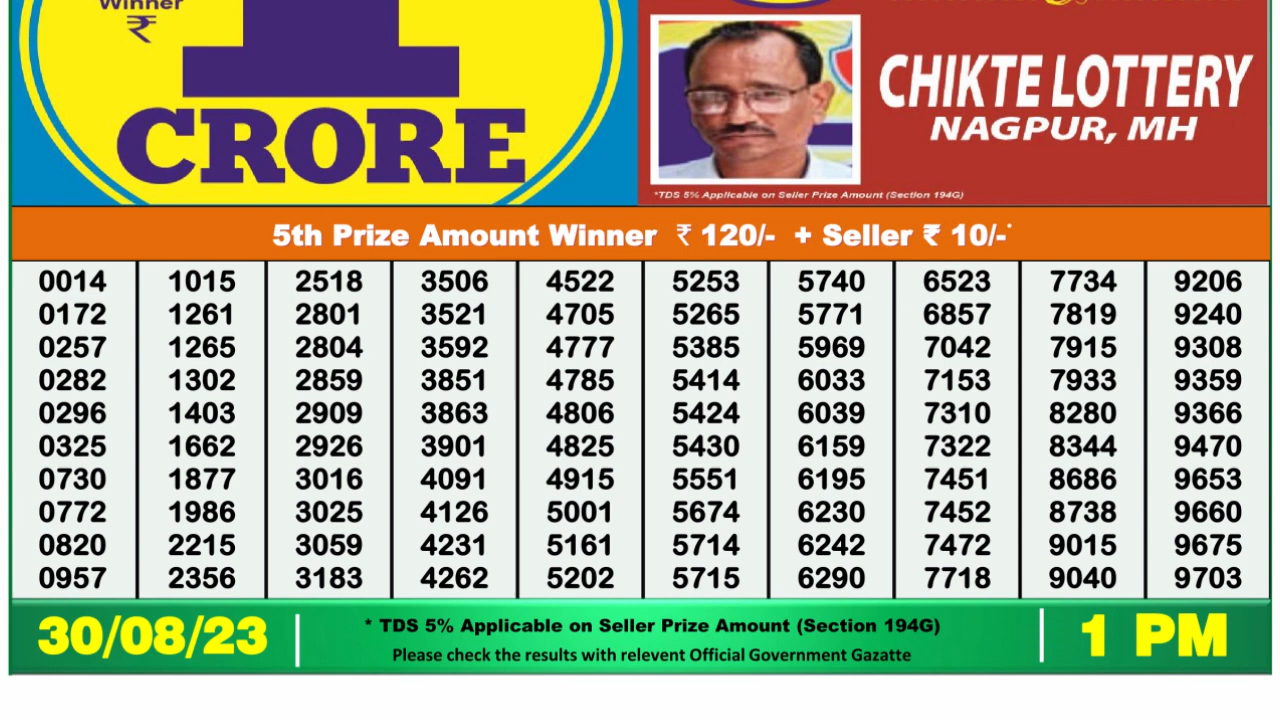 Winner
₹
1
CRORE
CHIKTE LOTTERY
NAGPUR, MH
*TDS 5% Applicable on Seller Prize Amount (Section 194G)
5th Prize Amount Winner ₹ 120/- + Seller ₹ 10/-*
0014 1015 2518 3506 4522 5253 5740 6523 7734 9206
0172 1261 2801 3521 4705 5265 5771 6857 7819 9240
0257 1265 2804 3592 4777 5385 5969 7042 7915 9308
0282 1302 2859 3851 4785 5414 6033 7153 7933 9359
0296 1403 2909 3863 4806 5424 6039 7310 8280 9366
0325 1662 2926 3901 4825 5430 6159 7322 8344 9470
0730 1877 3016 4091 4915 5551 6195 7451 8686 9653
0772 1986 3025 4126 5001 5674 6230 7452 8738 9660
0820 2215 3059 4231 5161 5714 6242 7472 9015 9675
0957 2356 3183 4262 5202 5715 6290 7718 9040 9703
30/08/23
* TDS 5% Applicable on Seller Prize Amount (Section 194G)
Please check the results with relevent Official Government Gazatte
1 PM